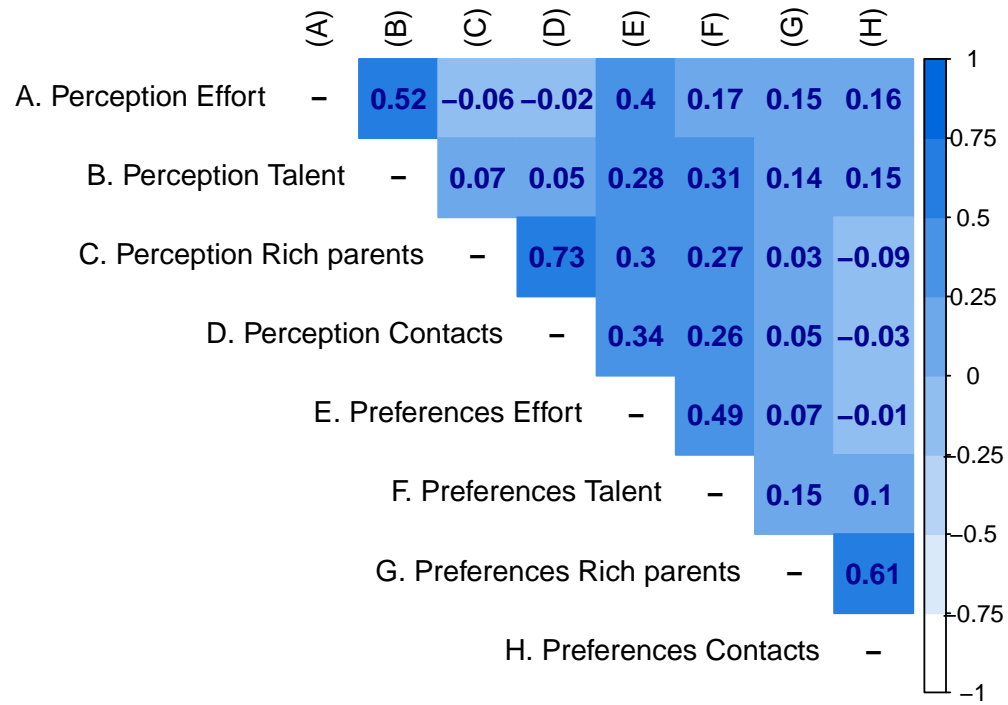 (A) (B) (C) (D) (E) (F) (G) (H)
A. Perception Effort – 0.52 −0.06 −0.02 0.4 0.17 0.15 0.16
B. Perception Talent – 0.07 0.05 0.28 0.31 0.14 0.15
C. Perception Rich parents – 0.73 0.3 0.27 0.03 −0.09
D. Perception Contacts – 0.34 0.26 0.05 −0.03
E. Preferences Effort – 0.49 0.07 −0.01
F. Preferences Talent – 0.15 0.1
G. Preferences Rich parents – 0.61
H. Preferences Contacts –
1
0.75
0.5
0.25
0
−0.25
−0.5
−0.75
−1